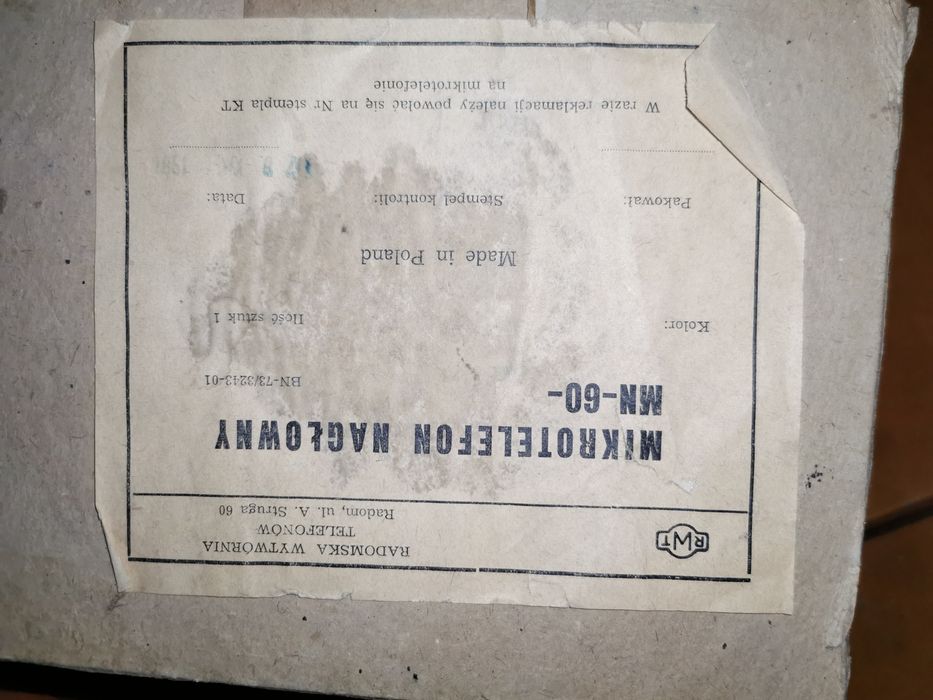 RWT
RADOMSKA WYTWÓRNIA
TELEFONÓW
Radom, ul. A. Struga 60
MIKROTELEFON NAGŁOWNY
MN-60-
BN-73/3243-01
Kolor:
Ilość sztuk 1
Made in Poland
Pakował:
Stempel kontroli:
Data:
W razie reklamacji należy powołać się na Nr stempla KT
na mikrotelefonie